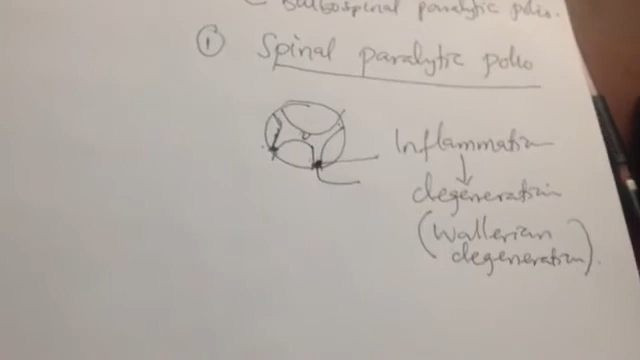 Bulbospinal paralytic polio.
① Spinal paralytic polio
Inflammation
↓
degeneration
(Wallerian
degeneration).